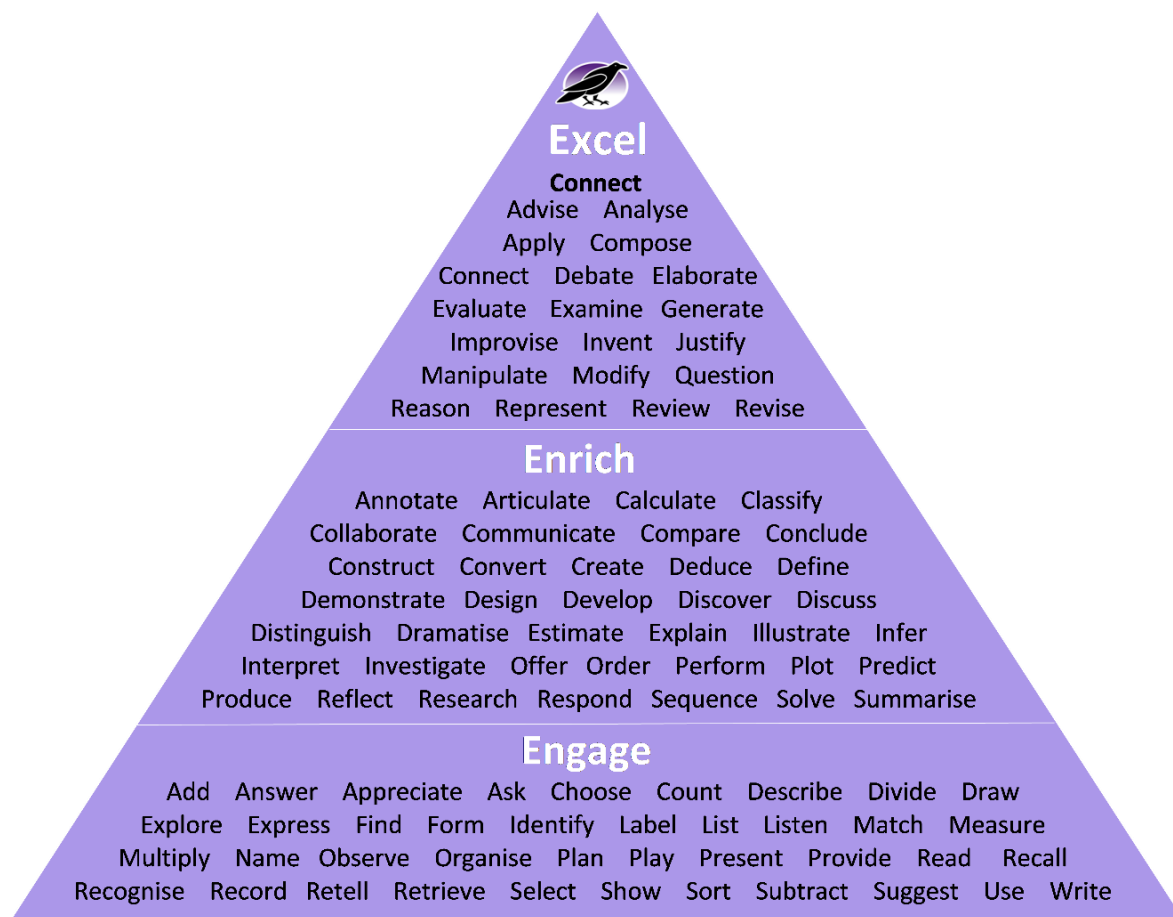 Excel
Connect
Advise Analyse
Apply Compose
Connect Debate Elaborate
Evaluate Examine Generate
Improvise Invent Justify
Manipulate Modify Question
Reason Represent Review Revise
Enrich
Annotate Articulate Calculate Classify
Collaborate Communicate Compare Conclude
Construct Convert Create Deduce Define
Demonstrate Design Develop Discover Discuss
Distinguish Dramatise Estimate Explain Illustrate Infer
Interpret Investigate Offer Order Perform Plot Predict
Produce Reflect Research Respond Sequence Solve Summarise
Engage
Add Answer Appreciate Ask Choose Count Describe Divide Draw
Explore Express Find Form Identify Label List Listen Match Measure
Multiply Name Observe Organise Plan Play Present Provide Read Recall
Recognise Record Retell Retrieve Select Show Sort Subtract Suggest Use Write